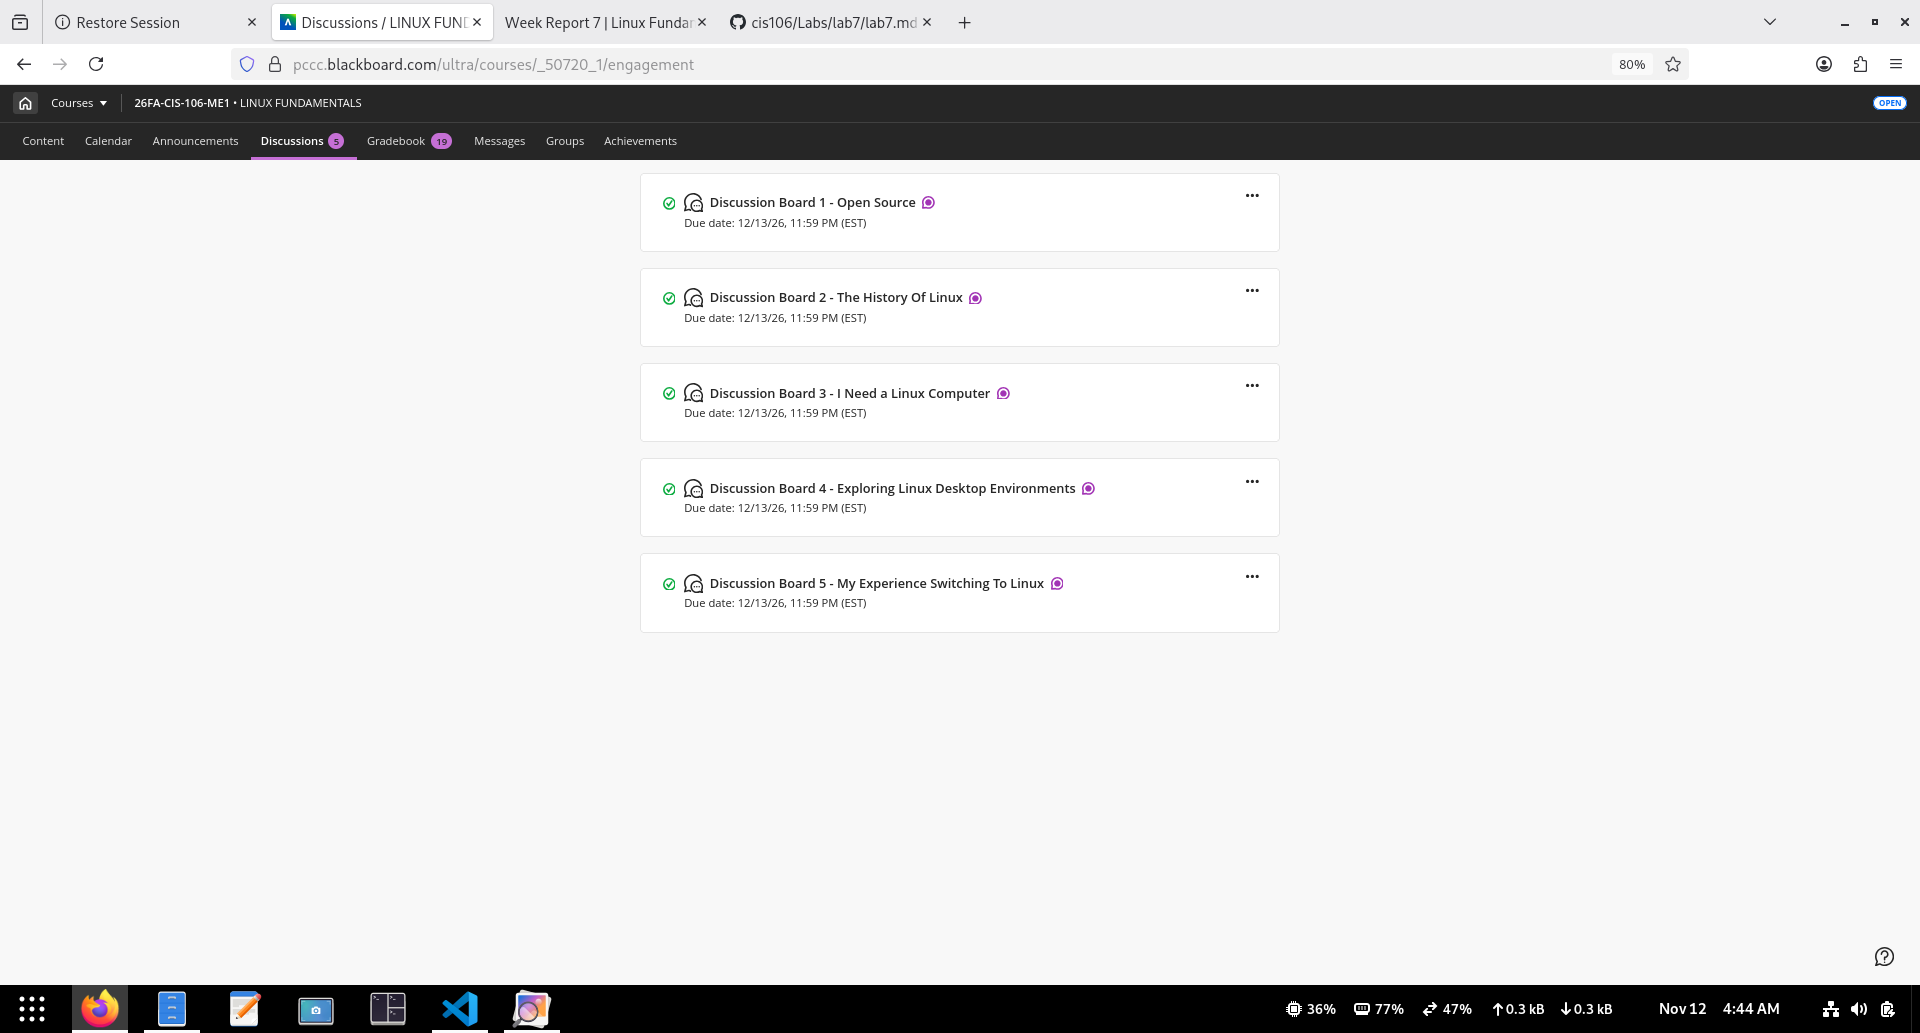 Restore Session
Discussions / LINUX FUN
Week Report 7 | Linux Fundar
cis106/Labs/lab7/lab7.md
pccc.blackboard.com/ultra/courses/_50720_1/engagement
80%
Courses
26FA-CIS-106-ME1 • LINUX FUNDAMENTALS
OPEN
Content
Calendar
Announcements
Discussions 5
Gradebook 19
Messages
Groups
Achievements
Discussion Board 1 - Open Source
Due date: 12/13/26, 11:59 PM (EST)
Discussion Board 2 - The History Of Linux
Due date: 12/13/26, 11:59 PM (EST)
Discussion Board 3 - I Need a Linux Computer
Due date: 12/13/26, 11:59 PM (EST)
Discussion Board 4 - Exploring Linux Desktop Environments
Due date: 12/13/26, 11:59 PM (EST)
Discussion Board 5 - My Experience Switching To Linux
Due date: 12/13/26, 11:59 PM (EST)
36%
77%
47%
0.3 kB
0.3 kB
Nov 12 4:44 AM